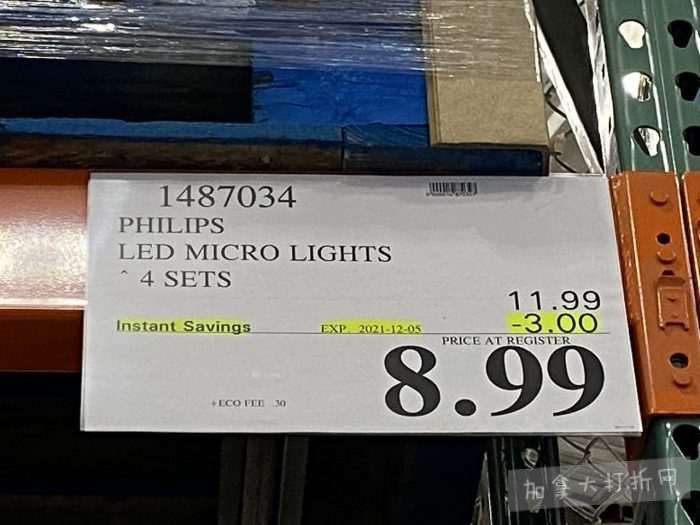 1487034
PHILIPS
LED MICRO LIGHTS
^ 4 SETS
11.99
Instant Savings EXP. 2021-12-05 -3.00
PRICE AT REGISTER
8.99
+ECO FEE .30
加拿大打折网